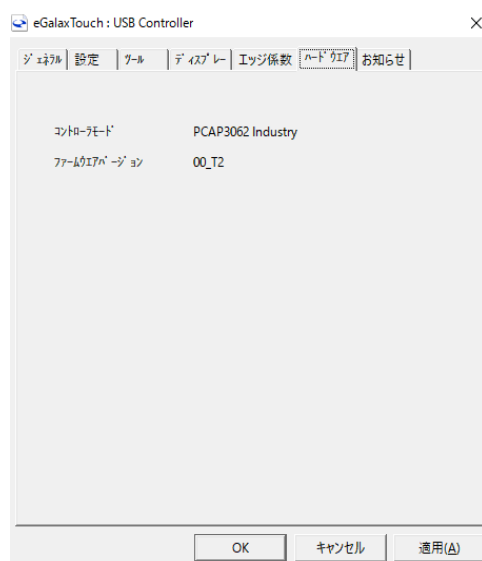 eGalaxTouch : USB Controller
ｼﾞｪﾈﾗﾙ 設定 ﾂｰﾙ ﾃﾞｨｽﾌﾟﾚｰ エッジ係数 ﾊｰﾄﾞｳｴｱ お知らせ
ｺﾝﾄﾛｰﾗﾓｰﾄﾞ PCAP3062 Industry
ﾌｧｰﾑｳｴｱﾊﾞｰｼﾞｮﾝ 00_T2
OK キャンセル 適用(A)